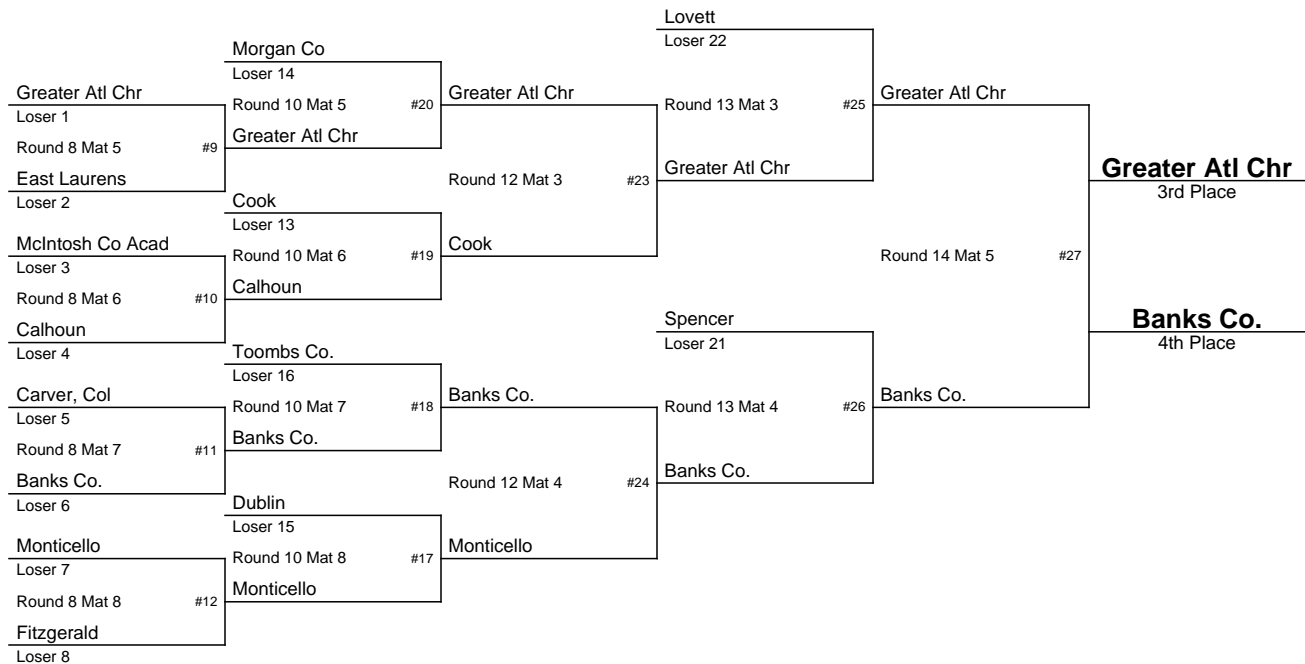 Lovett
Loser 22
Morgan Co
Loser 14
Greater Atl Chr
Loser 1
Round 10 Mat 5 #20
Greater Atl Chr
Round 13 Mat 3 #25
Greater Atl Chr
Round 8 Mat 5 #9
Greater Atl Chr
East Laurens
Loser 2
Round 12 Mat 3 #23
Greater Atl Chr
Greater Atl Chr
3rd Place
Cook
Loser 13
McIntosh Co Acad
Loser 3
Round 10 Mat 6 #19
Cook
Round 14 Mat 5 #27
Round 8 Mat 6 #10
Calhoun
Calhoun
Loser 4
Spencer
Loser 21
Banks Co.
4th Place
Toombs Co.
Loser 16
Carver, Col
Loser 5
Round 10 Mat 7 #18
Banks Co.
Round 13 Mat 4 #26
Banks Co.
Round 8 Mat 7 #11
Banks Co.
Banks Co.
Loser 6
Round 12 Mat 4 #24
Banks Co.
Dublin
Loser 15
Monticello
Loser 7
Round 10 Mat 8 #17
Monticello
Round 8 Mat 8 #12
Monticello
Fitzgerald
Loser 8